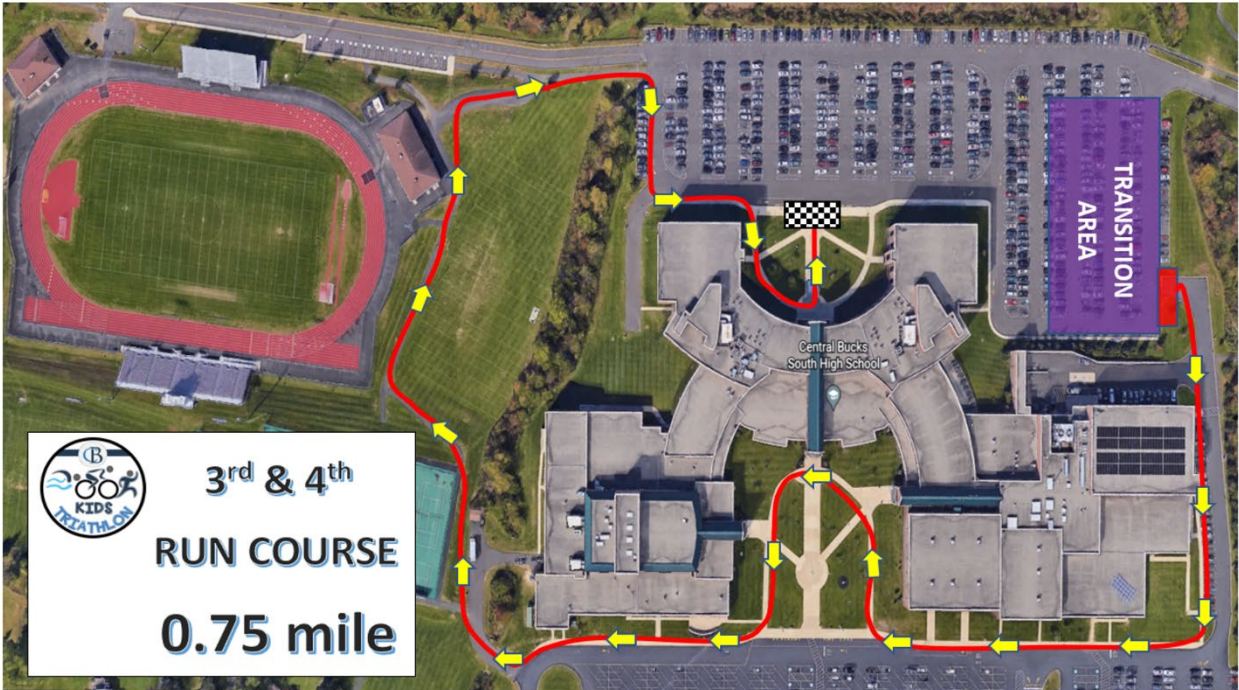 TRANSITION
AREA
Central Bucks
South High School
CB
KIDS
TRIATHLON
3rd & 4th
RUN COURSE
0.75 mile